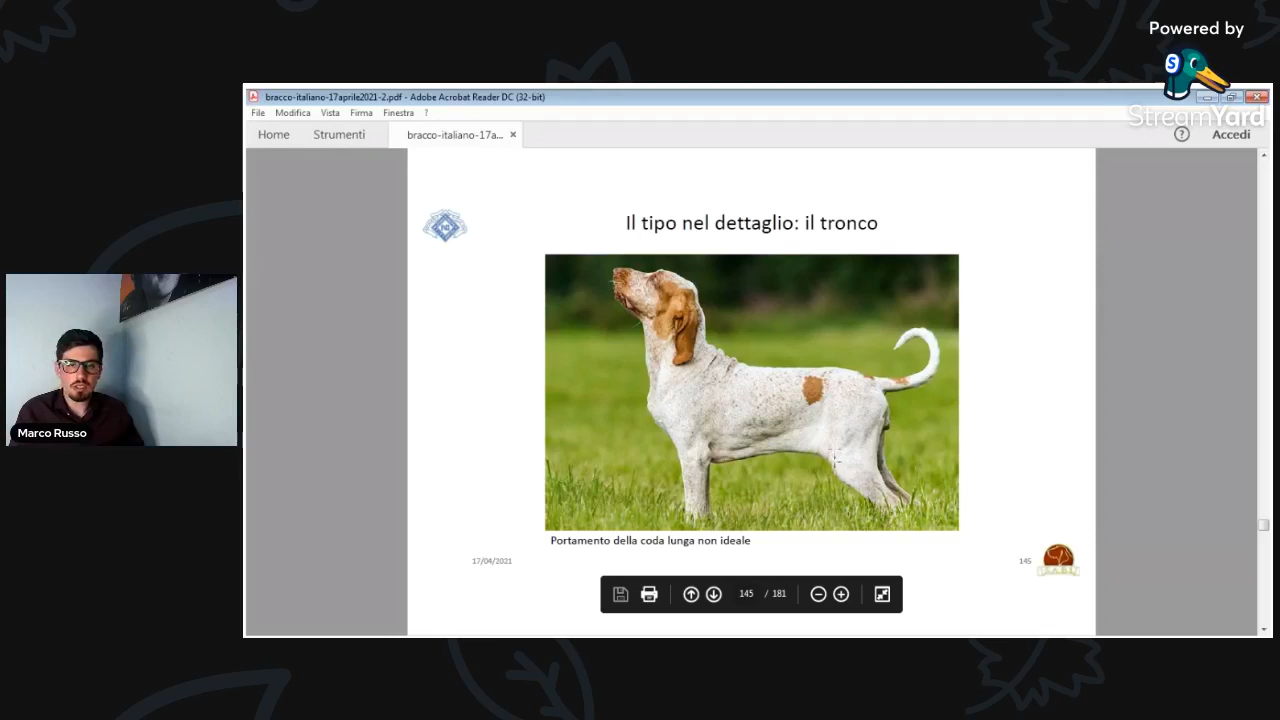 Powered by
StreamYard
bracco-italiano-17aprile2021-2.pdf - Adobe Acrobat Reader DC (32-bit)
File Modifica Vista Firma Finestra ?
Home Strumenti bracco-italiano-17a... × ? Accedi
Il tipo nel dettaglio: il tronco
Marco Russo
Portamento della coda lunga non ideale
17/04/2021 145
145 / 181